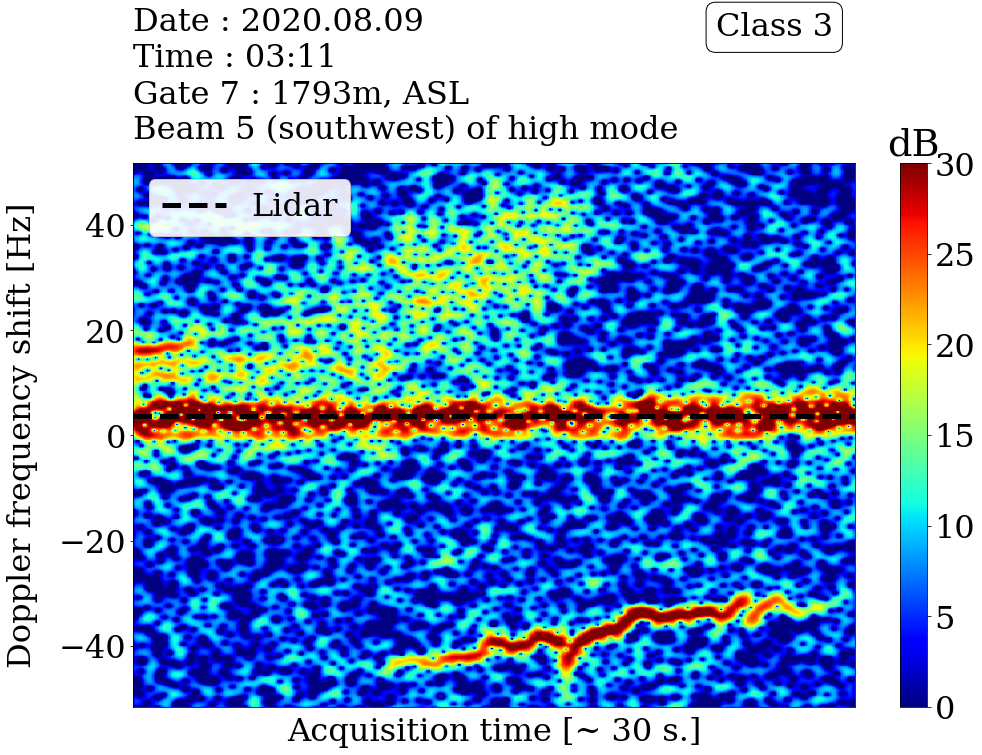 Date : 2020.08.09
Time : 03:11
Gate 7 : 1793m, ASL
Beam 5 (southwest) of high mode
Class 3
dB
Lidar
Doppler frequency shift [Hz]
40
20
0
−20
−40
30
25
20
15
10
5
0
Acquisition time [~ 30 s.]